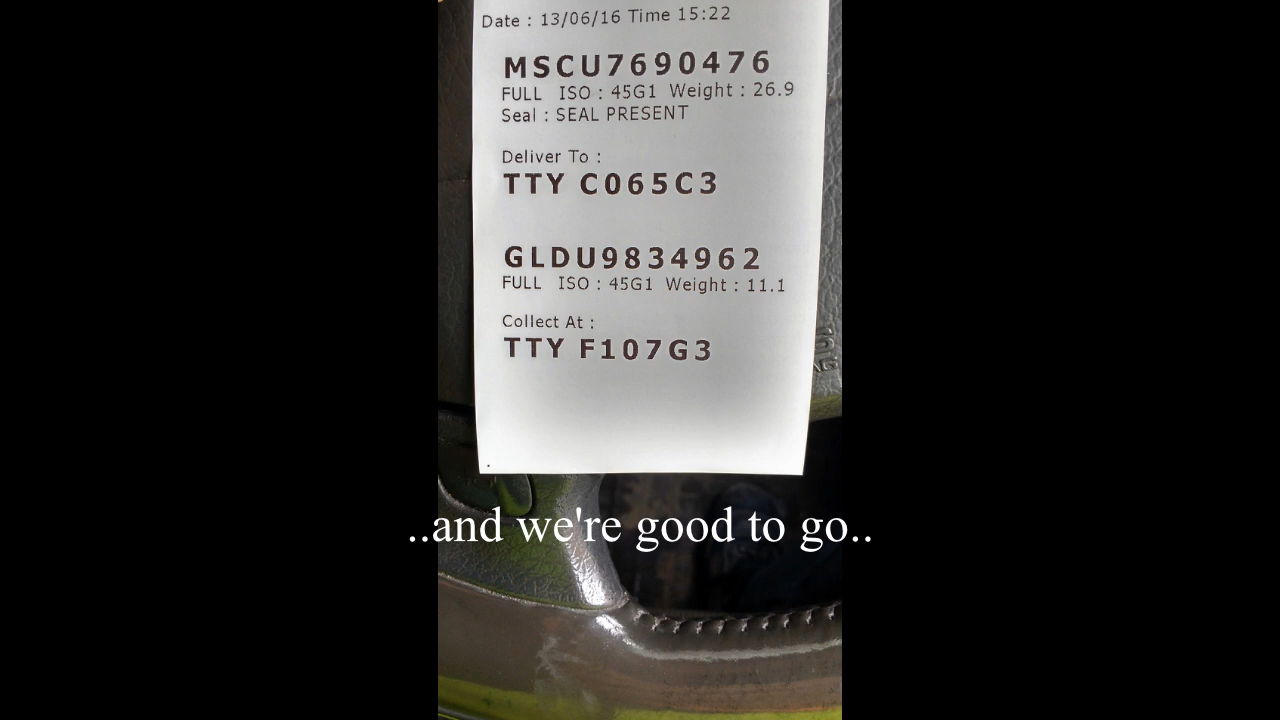 Date : 13/06/16 Time 15:22
MSCU7690476
FULL ISO : 45G1 Weight : 26.9
Seal : SEAL PRESENT
Deliver To :
TTY C065C3
GLDU9834962
FULL ISO : 45G1 Weight : 11.1
Collect At :
TTY F107G3
..and we're good to go..